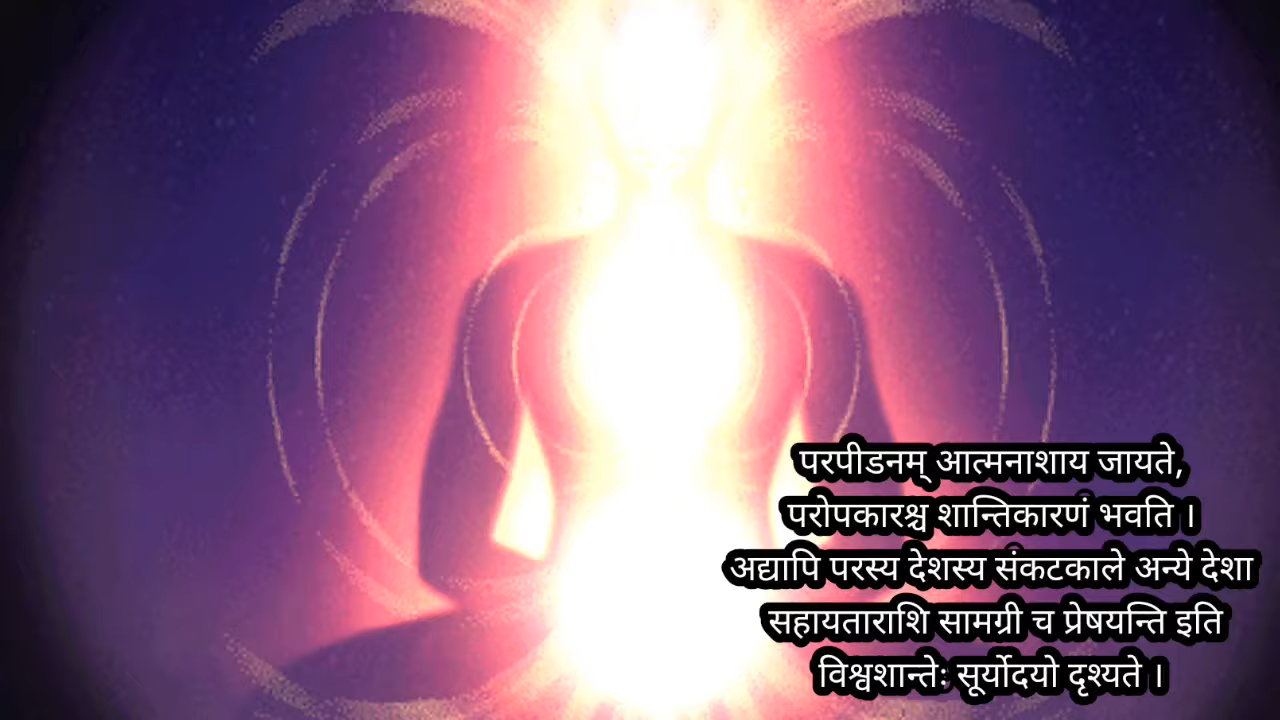 परपीडनम् आत्मनाशाय जायते,
परोपकारश्च शान्तिकारणं भवति ।
अद्यापि परस्य देशस्य संकटकाले अन्ये देशा
सहायताराशि सामग्री च प्रेषयन्ति इति
विश्वशान्तेः सूर्योदयो दृश्यते ।